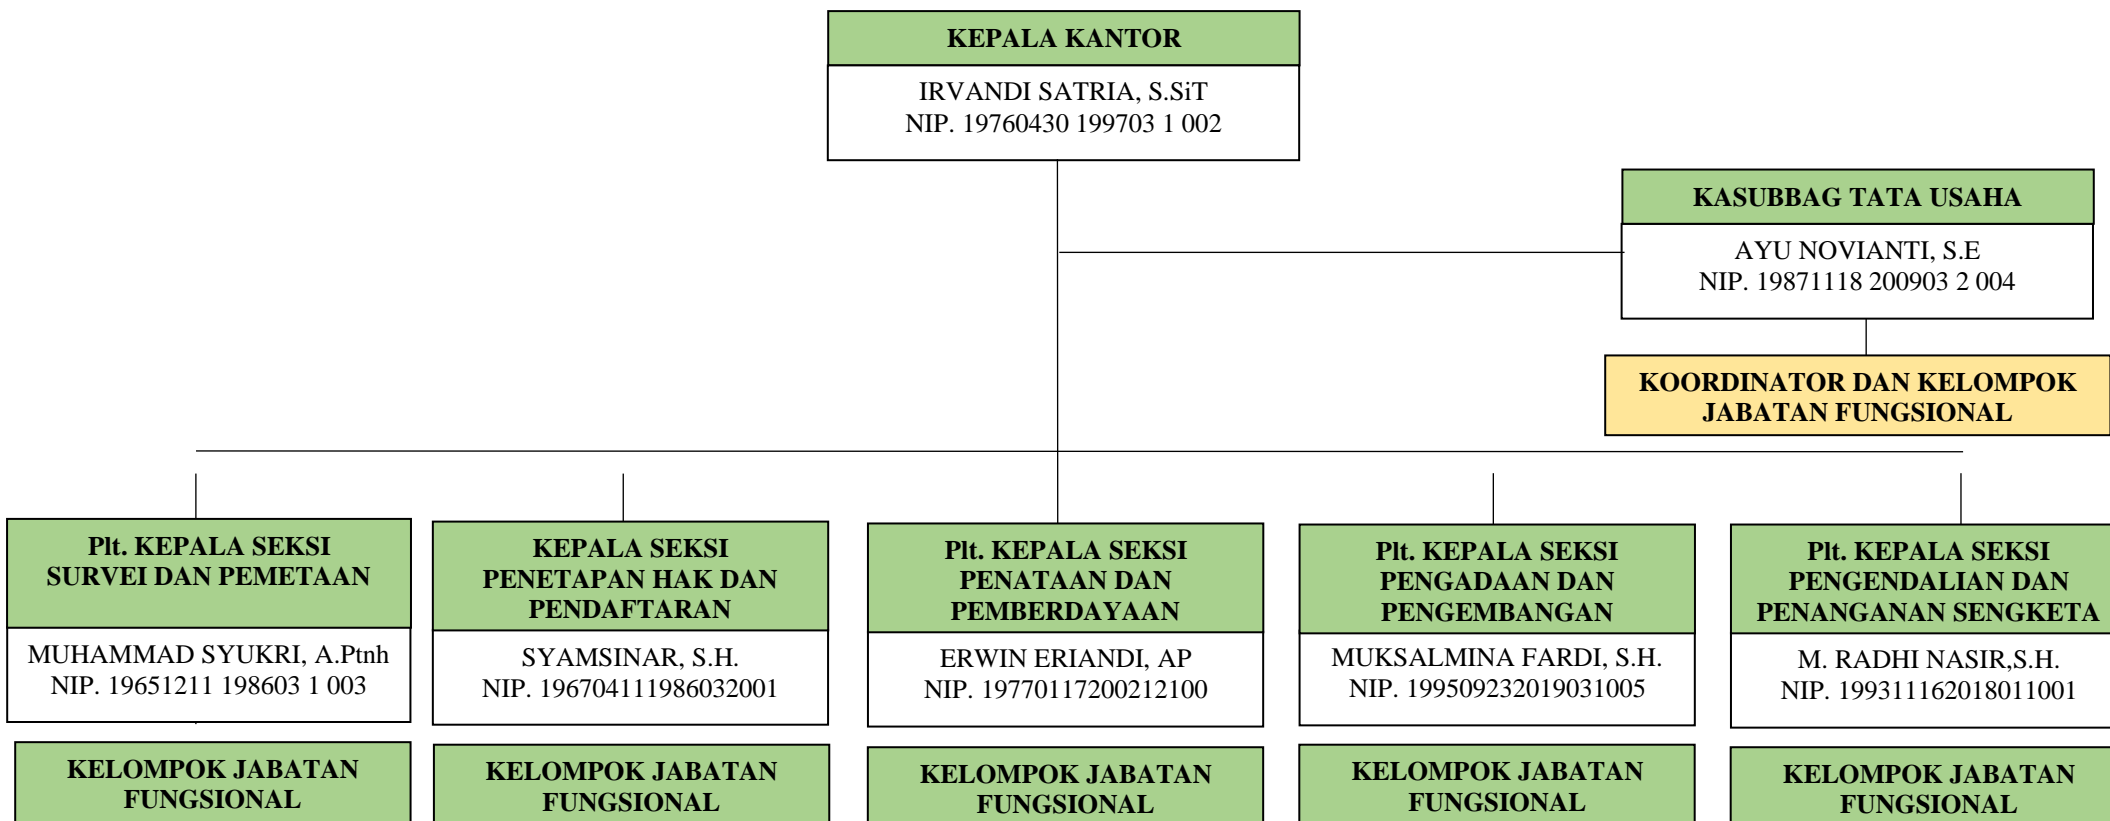 KEPALA KANTOR
IRVANDI SATRIA, S.SiT
NIP. 19760430 199703 1 002
KASUBBAG TATA USAHA
AYU NOVIANTI, S.E
NIP. 19871118 200903 2 004
KOORDINATOR DAN KELOMPOK
JABATAN FUNGSIONAL
Plt. KEPALA SEKSI
SURVEI DAN PEMETAAN
MUHAMMAD SYUKRI, A.Ptnh
NIP. 19651211 198603 1 003
KELOMPOK JABATAN
FUNGSIONAL
KEPALA SEKSI
PENETAPAN HAK DAN
PENDAFTARAN
SYAMSINAR, S.H.
NIP. 196704111986032001
KELOMPOK JABATAN
FUNGSIONAL
Plt. KEPALA SEKSI
PENATAAN DAN
PEMBERDAYAAN
ERWIN ERIANDI, AP
NIP. 19770117200212100
KELOMPOK JABATAN
FUNGSIONAL
Plt. KEPALA SEKSI
PENGADAAN DAN
PENGEMBANGAN
MUKSALMINA FARDI, S.H.
NIP. 199509232019031005
KELOMPOK JABATAN
FUNGSIONAL
Plt. KEPALA SEKSI
PENGENDALIAN DAN
PENANGANAN SENGKETA
M. RADHI NASIR,S.H.
NIP. 199311162018011001
KELOMPOK JABATAN
FUNGSIONAL